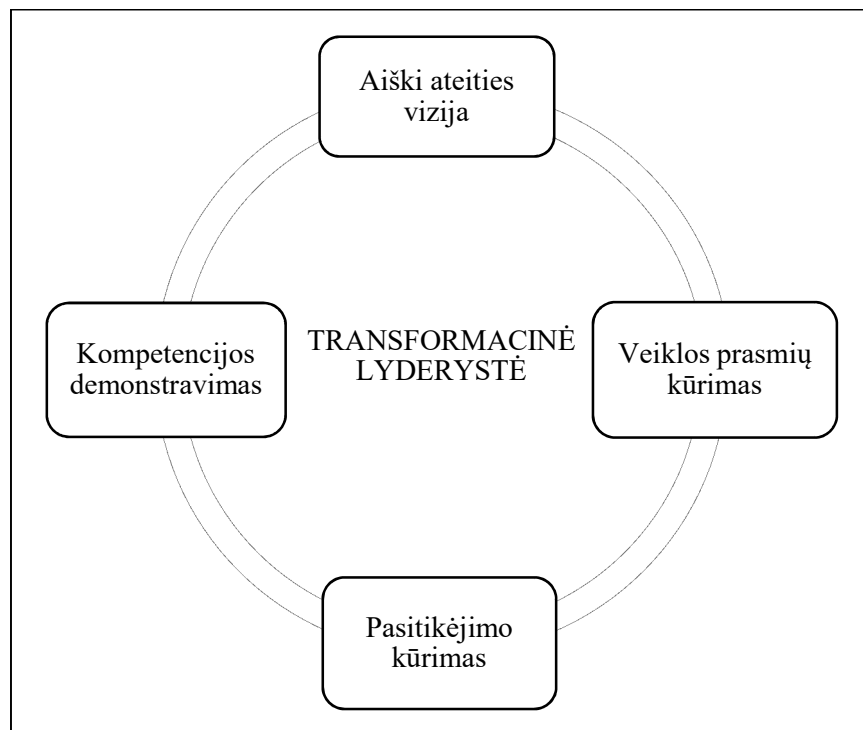 Aiški ateities
vizija
Kompetencijos
demonstravimas
TRANSFORMACINĖ
LYDERYSTĖ
Veiklos prasmių
kūrimas
Pasitikėjimo
kūrimas